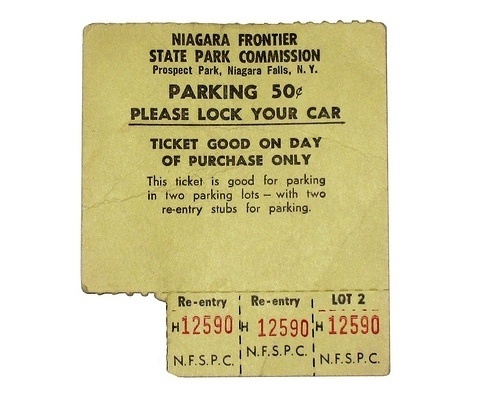 NIAGARA FRONTIER
STATE PARK COMMISSION
Prospect Park, Niagara Falls, N. Y.
PARKING 50¢
PLEASE LOCK YOUR CAR
TICKET GOOD ON DAY
OF PURCHASE ONLY
This ticket is good for parking
in two parking lots — with two
re-entry stubs for parking.
Re-entry Re-entry LOT 2
H 12590 H 12590 H 12590
N.F.S.P.C. N.F.S.P.C. N.F.S.P.C.